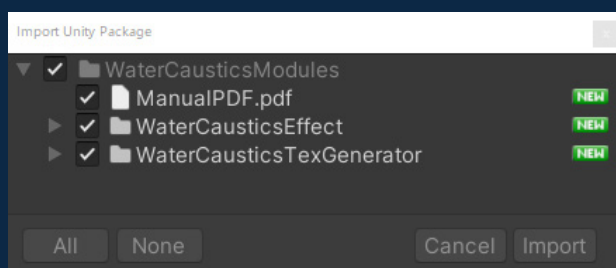 Import Unity Package
x
WaterCausticsModules
ManualPDF.pdf NEW
WaterCausticsEffect NEW
WaterCausticsTexGenerator NEW
All None Cancel Import